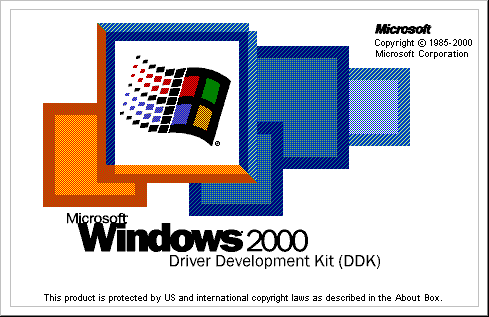 Microsoft
Copyright © 1985-2000
Microsoft Corporation
®
Microsoft
Windows 2000
Driver Development Kit (DDK)
This product is protected by US and international copyright laws as described in the About Box.